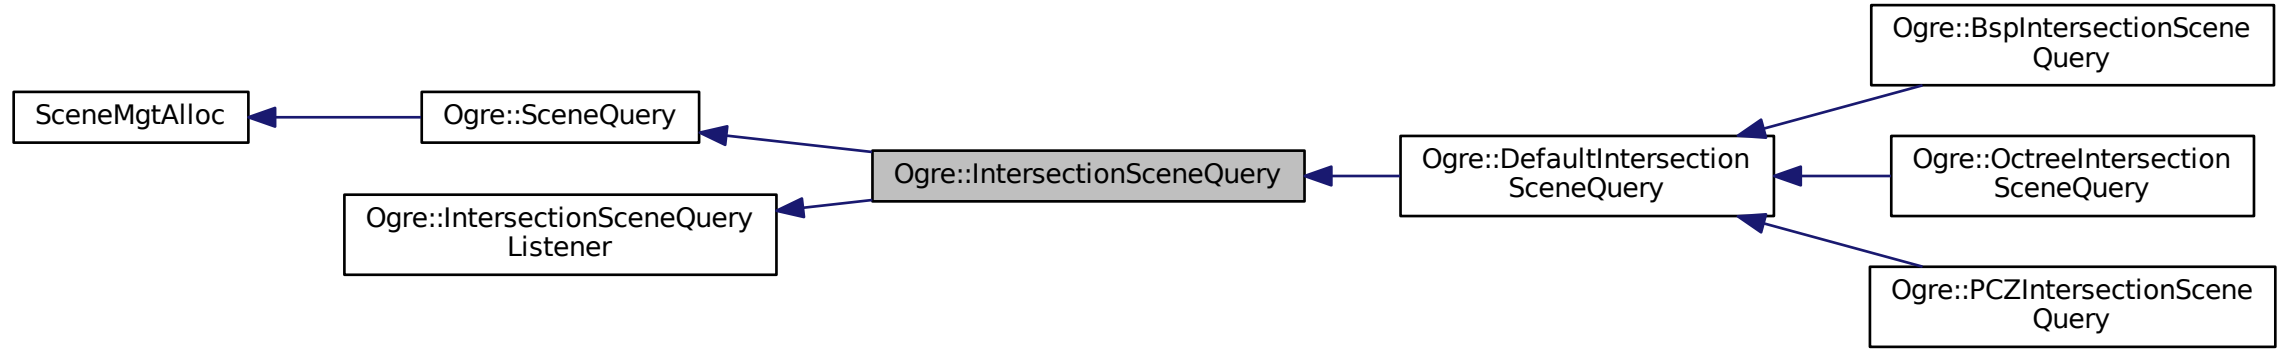 SceneMgtAlloc
Ogre::SceneQuery
Ogre::IntersectionSceneQuery
Listener
Ogre::IntersectionSceneQuery
Ogre::DefaultIntersection
SceneQuery
Ogre::BspIntersectionScene
Query
Ogre::OctreeIntersection
SceneQuery
Ogre::PCZIntersectionScene
Query